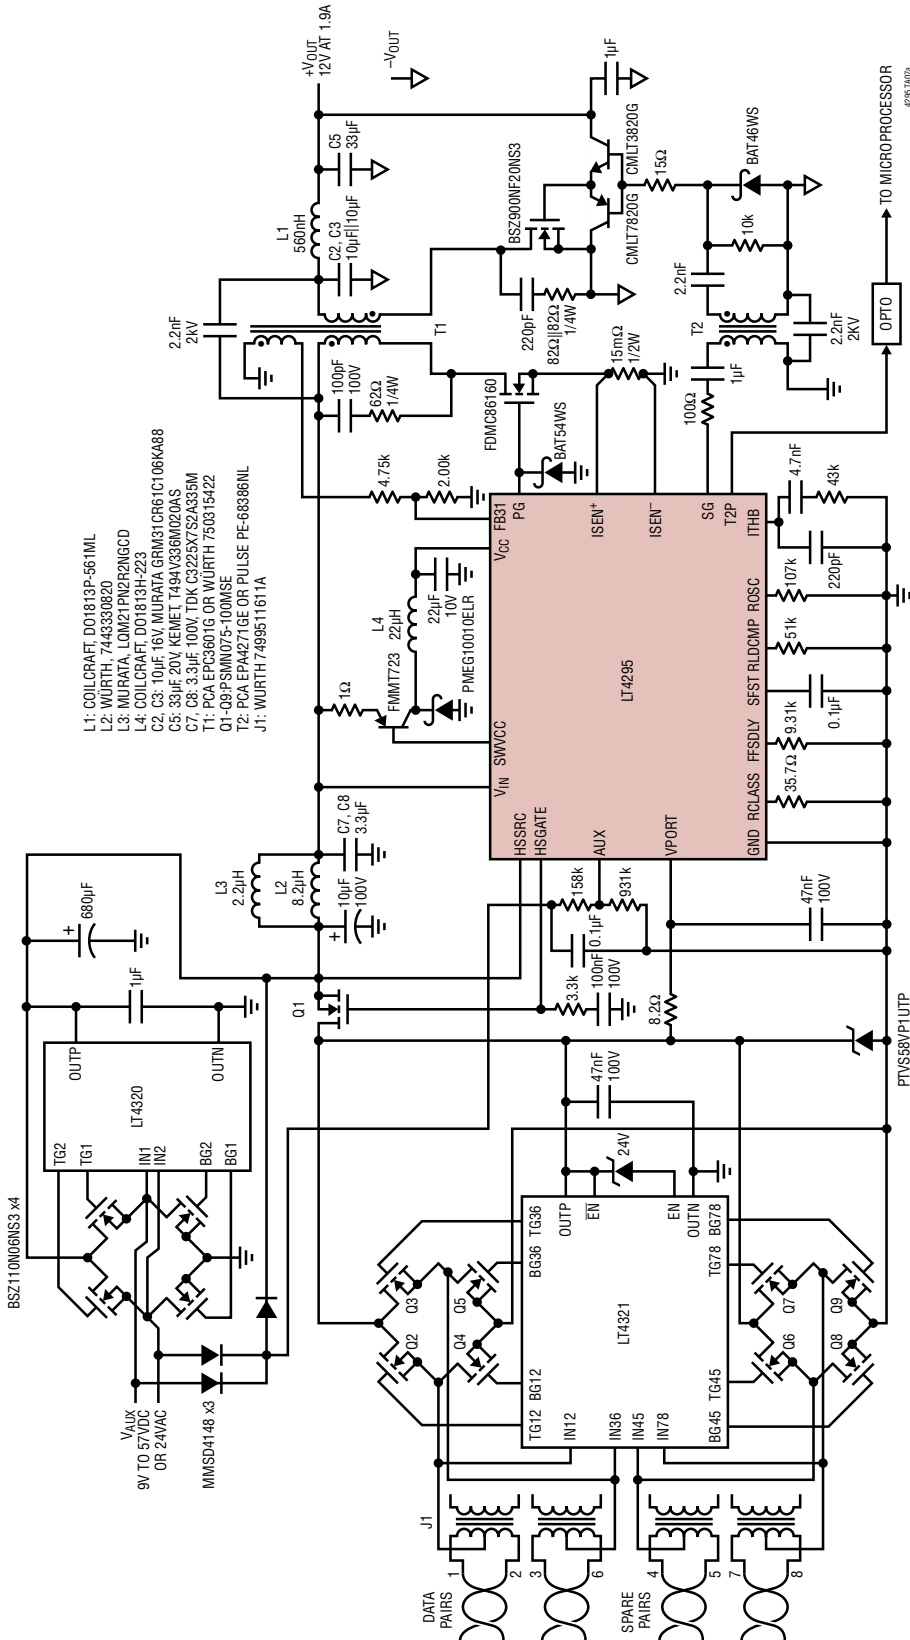 L1: COILCRAFT, DO1813P-561ML
L2: WÜRTH, 7443330820
L3: MURATA, LQM21PN2R2NGCD
L4: COILCRAFT, DO1813H-223
C2, C3: 10µF, 16V, MURATA GRM31CR61C106KA88
C5: 33µF, 20V, KEMET, T494V336M020AS
C7, C8: 3.3µF, 100V, TDK C3225X7S2A335M
T1: PCA EPC3601G OR WÜRTH 750315422
Q1-Q9:PSMN075-100MSE
T2: PCA EPA4271GE OR PULSE PE-68386NL
J1: WURTH 7499511611A
BSZ110N06NS3 x4
VAUX
9V TO 57VDC
OR 24VAC
MMSD4148 x3
TG2
TG1
IN1
IN2
BG2
BG1
LT4320
OUTP
OUTN
1µF
+
680µF
L3
2.2µH
L2
8.2µH
+
10µF
100V
C7, C8
3.3µF
Q1
1Ω
FMMT723
L4
22µH
PMEG10010ELR
22µF
10V
4.75k
2.00k
100pF
100V
62Ω
1/4W
2.2nF
2kV
T1
L1
560nH
C2, C3
10µF||10µF
C5
33µF
+VOUT
12V AT 1.9A
–VOUT
1µF
BSZ900NF20NS3
220pF
82Ω||82Ω
1/4W
CMLT7820G
CMLT3820G
15Ω
FDMC86160
BAT54WS
15mΩ
1/2W
100Ω
1µF
T2
2.2nF
10k
BAT46WS
2.2nF
2KV
OPTO
TO MICROPROCESSOR
HSSRC
HSGATE
AUX
VPORT
VIN
SWVCC
VCC
FB31
PG
ISEN+
ISEN–
SG
T2P
LT4295
GND
RCLASS
FFSDLY
SFST
RLDCMP
ROSC
ITHB
35.7Ω
9.31k
0.1µF
51k
107k
220pF
4.7nF
43k
158k
931k
0.1µF
3.3k
100nF
100V
8.2Ω
47nF
100V
PTVS58VP1UTP
47nF
100V
24V
Q2
Q3
Q4
Q5
TG12
BG12
BG36
TG36
IN12
IN36
IN45
IN78
LT4321
OUTP
EN
EN
OUTN
BG45
TG45
TG78
BG78
Q6
Q7
Q8
Q9
J1
DATA
PAIRS
1
2
3
6
SPARE
PAIRS
4
5
7
8
4295 TA07a